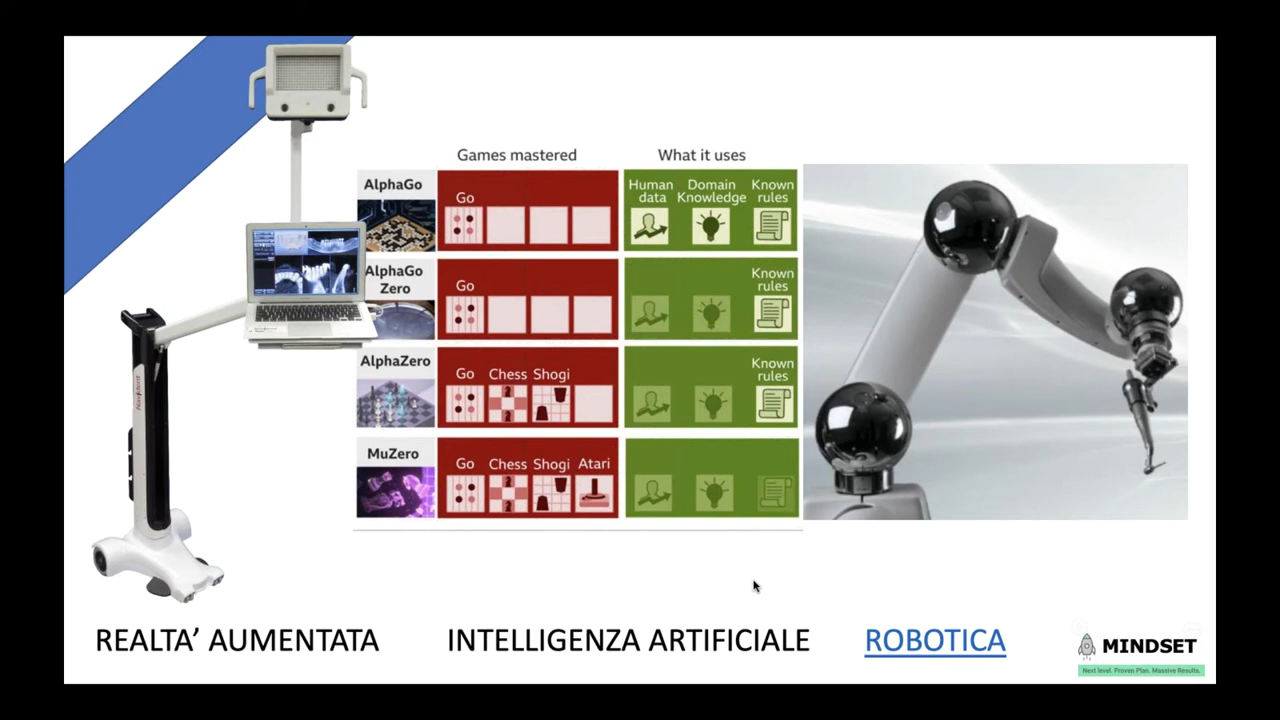 Games mastered
What it uses
AlphaGo
Go
Human data
Domain Knowledge
Known rules
AlphaGo Zero
Go
Known rules
AlphaZero
Go
Chess
Shogi
Known rules
MuZero
Go
Chess
Shogi
Atari
REALTA' AUMENTATA
INTELLIGENZA ARTIFICIALE
ROBOTICA
MINDSET
Next level. Proven Plan. Massive Results.